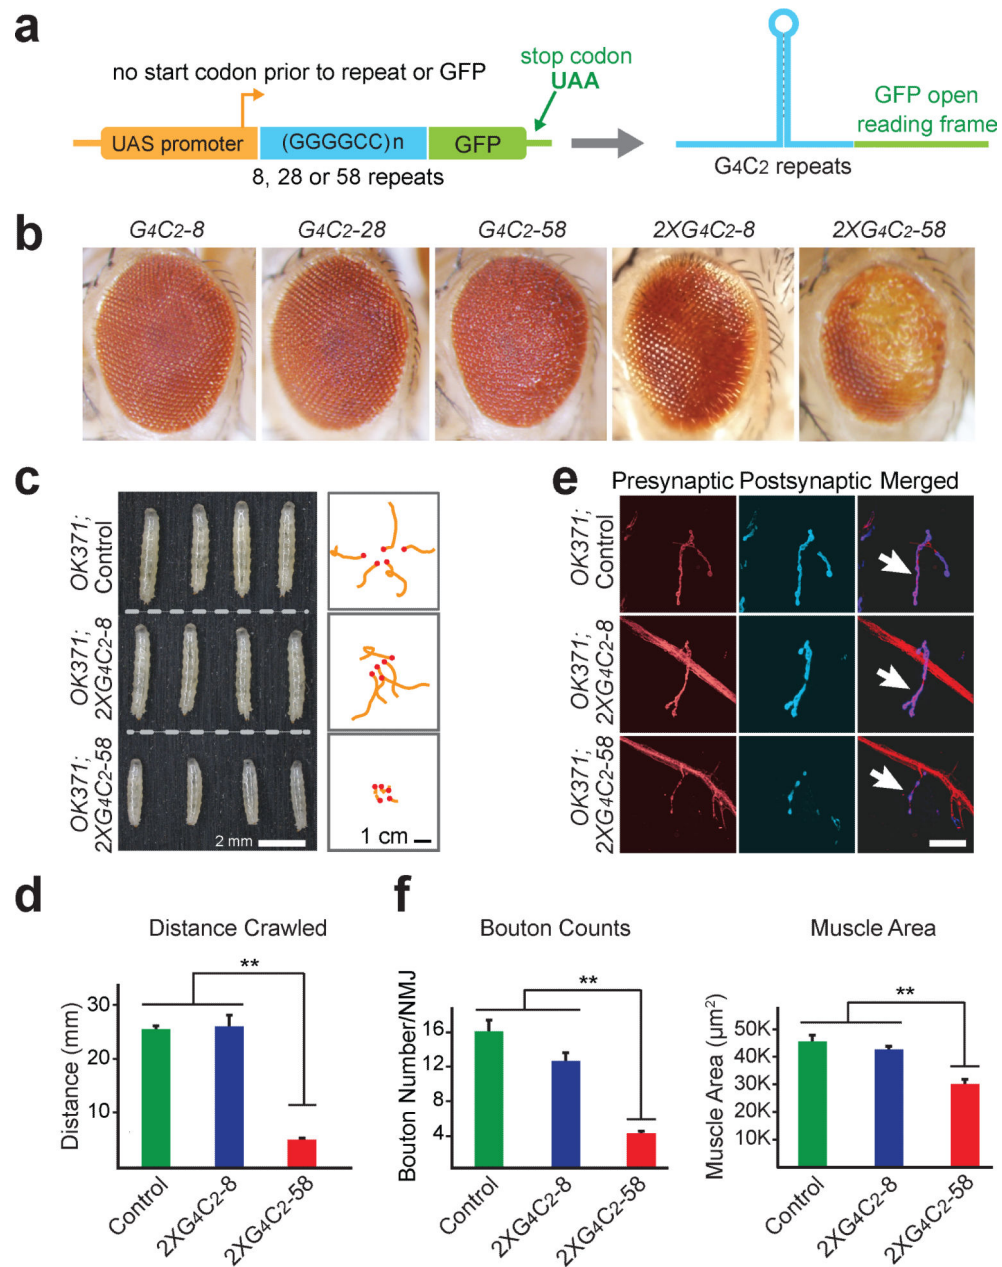 a
no start codon prior to repeat or GFP
stop codon
UAA
UAS promoter
(GGGGCC)n
GFP
8, 28 or 58 repeats
GFP open
reading frame
G4C2 repeats
b
G4C2-8
G4C2-28
G4C2-58
2XG4C2-8
2XG4C2-58
c
OK371;
Control
OK371;
2XG4C2-8
OK371;
2XG4C2-58
2 mm
1 cm
e
Presynaptic Postsynaptic Merged
OK371;
Control
OK371;
2XG4C2-8
OK371;
2XG4C2-58
d
Distance Crawled
**
Distance (mm)
30
20
10
Control
2XG4C2-8
2XG4C2-58
f
Bouton Counts
**
Bouton Number/NMJ
16
12
8
4
Control
2XG4C2-8
2XG4C2-58
Muscle Area
**
Muscle Area (µm²)
50K
40K
30K
20K
10K
Control
2XG4C2-8
2XG4C2-58